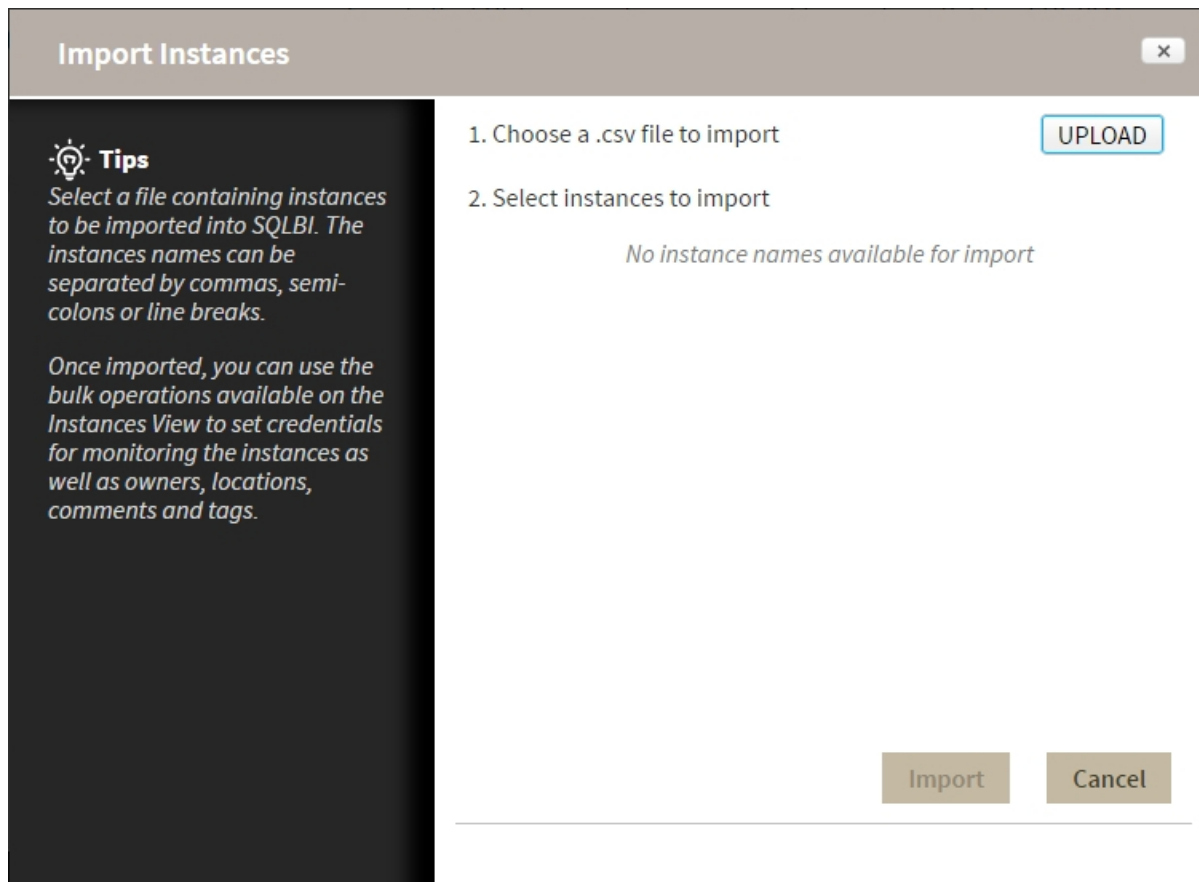 Import Instances
×
Tips
Select a file containing instances
to be imported into SQLBI. The
instances names can be
separated by commas, semi-
colons or line breaks.
Once imported, you can use the
bulk operations available on the
Instances View to set credentials
for monitoring the instances as
well as owners, locations,
comments and tags.
1. Choose a .csv file to import
UPLOAD
2. Select instances to import
No instance names available for import
Import
Cancel